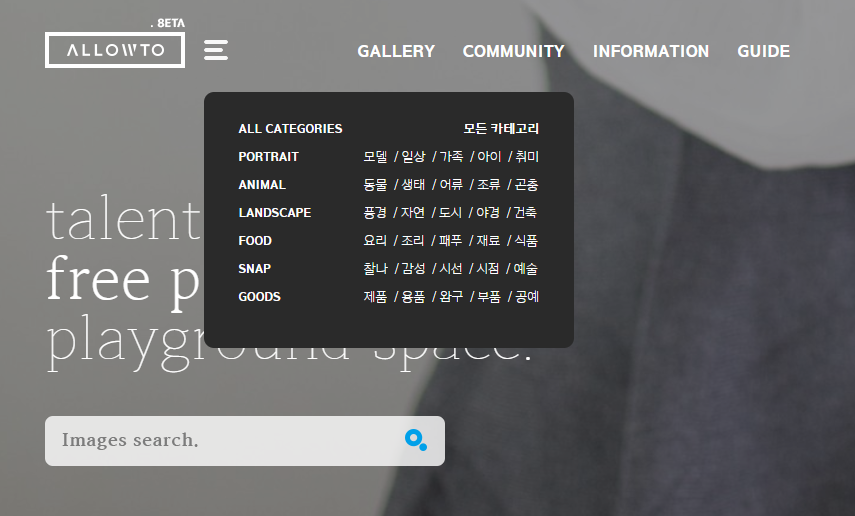 . BETA
ALLOWTO
GALLERY COMMUNITY INFORMATION GUIDE
ALL CATEGORIES 모든 카테고리
PORTRAIT 모델 / 일상 / 가족 / 아이 / 취미
ANIMAL 동물 / 생태 / 어류 / 조류 / 곤충
LANDSCAPE 풍경 / 자연 / 도시 / 야경 / 건축
FOOD 요리 / 조리 / 패푸 / 재료 / 식품
SNAP 찰나 / 감성 / 시선 / 시점 / 예술
GOODS 제품 / 용품 / 완구 / 부품 / 공예
talent
free p
playground space.
Images search.